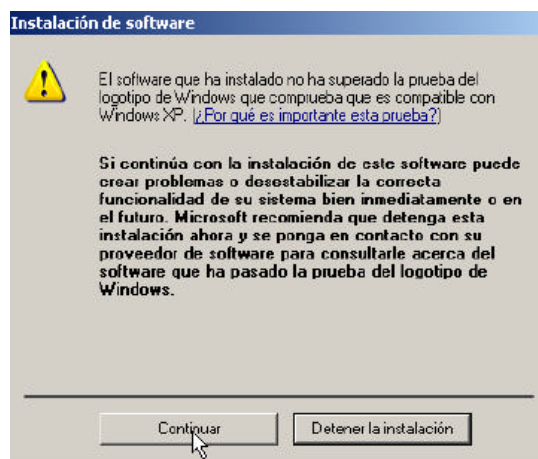 Instalación de software
El software que ha instalado no ha superado la prueba del
logotipo de Windows que comprueba que es compatible con
Windows XP. (¿Por qué es importante esta prueba?)
Si continúa con la instalación de este software puede
crear problemas o desestabilizar la correcta
funcionalidad de su sistema bien inmediatamente o en
el futuro. Microsoft recomienda que detenga esta
instalación ahora y se ponga en contacto con su
proveedor de software para consultarle acerca del
software que ha pasado la prueba del logotipo de
Windows.
Continuar
Detener la instalación